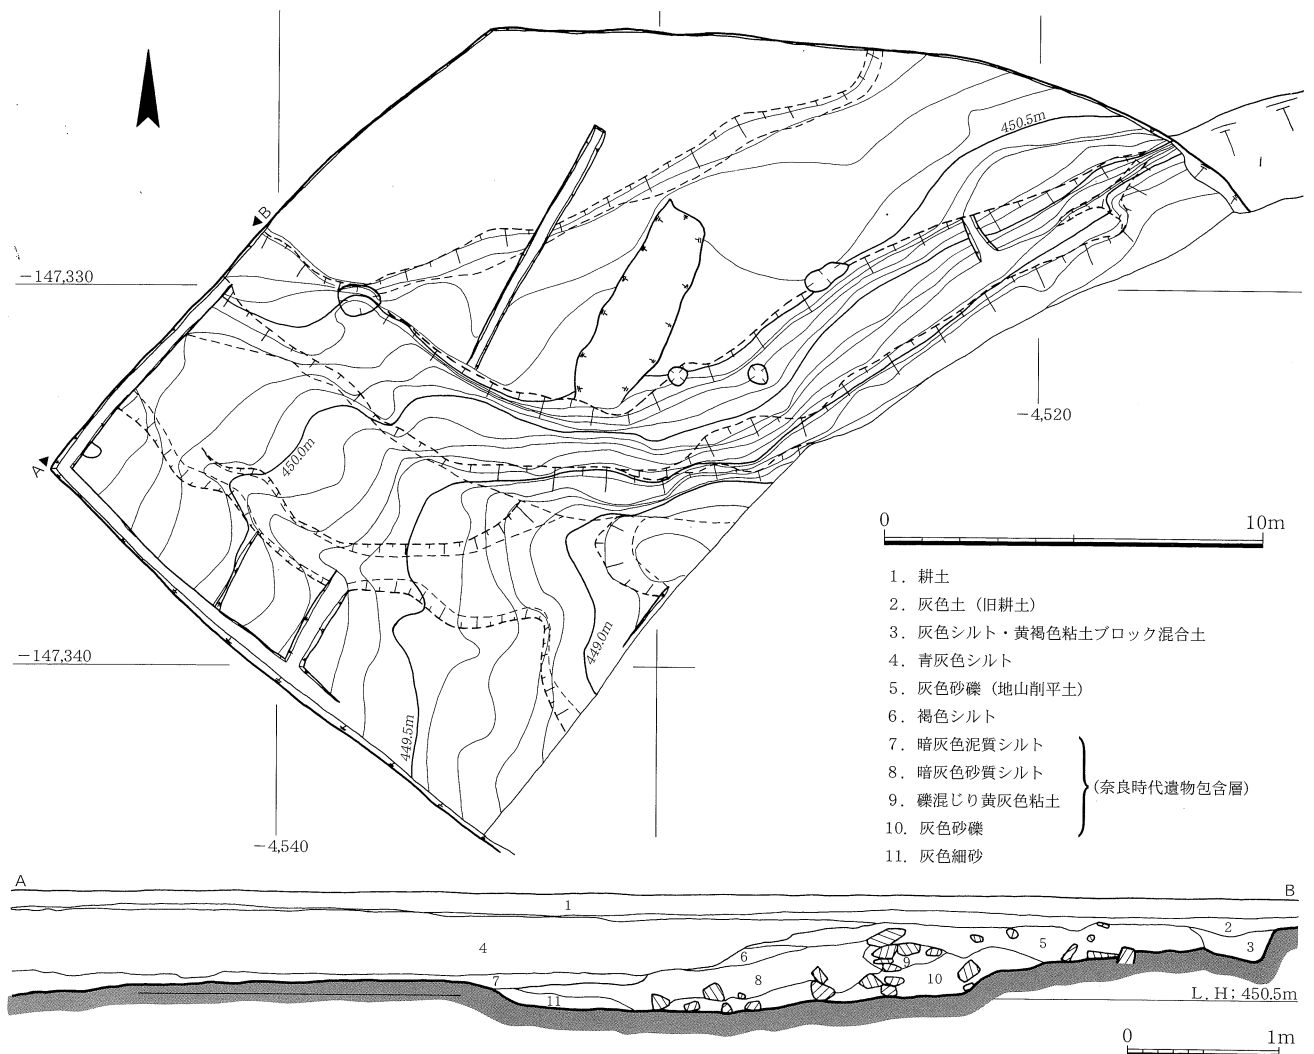 450.5m
B
−147,330
−4,520
A
450.0m
0 10m
1. 耕土
2. 灰色土（旧耕土）
3. 灰色シルト・黄褐色粘土ブロック混合土
4. 青灰色シルト
5. 灰色砂礫（地山削平土）
6. 褐色シルト
7. 暗灰色泥質シルト
8. 暗灰色砂質シルト
9. 礫混じり黄灰色粘土
(奈良時代遺物包含層)
10. 灰色砂礫
11. 灰色細砂
449.0m
−147,340
449.5m
−4,540
A B
1
2
4 5 3
6
9
7 8 10
11
L.H; 450.5m
0 1m